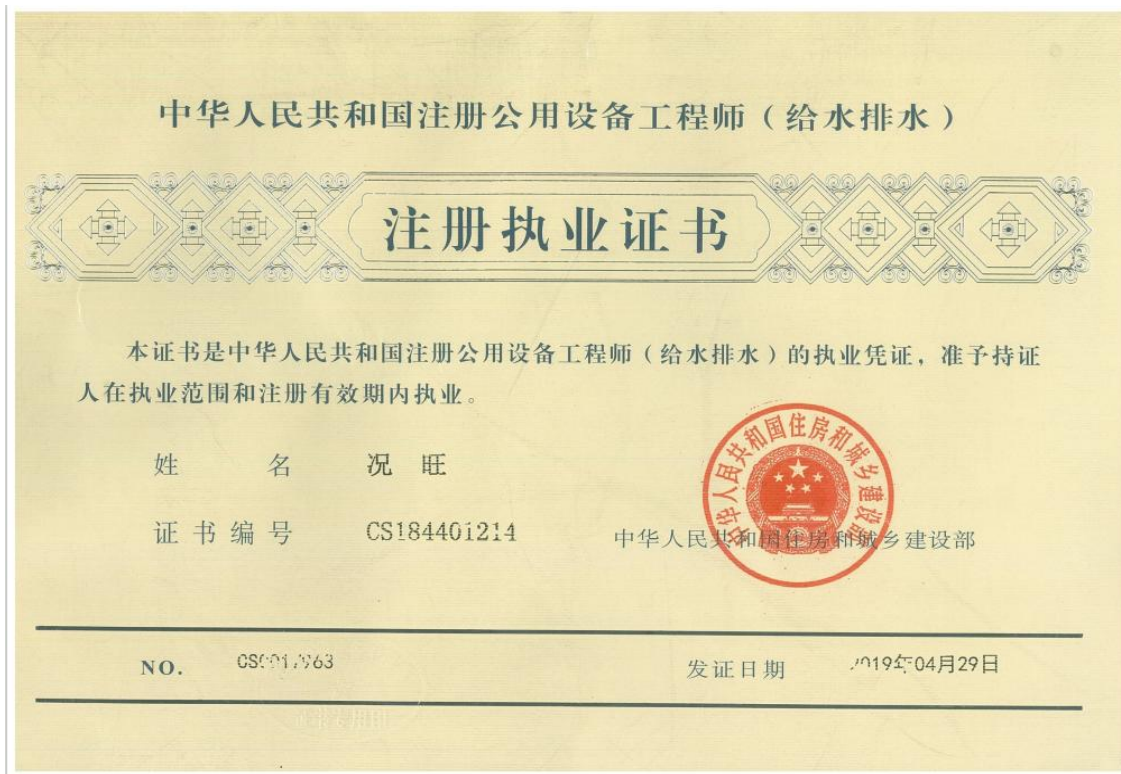 中华人民共和国注册公用设备工程师（给水排水）
注册执业证书
本证书是中华人民共和国注册公用设备工程师（给水排水）的执业凭证，准予持证
人在执业范围和注册有效期内执业。
姓 名 况 旺
中华人民共和国住房和城乡建设部
证书编号 CS184401214
中华人民共和国住房和城乡建设部
NO.
发证日期 2019年04月29日